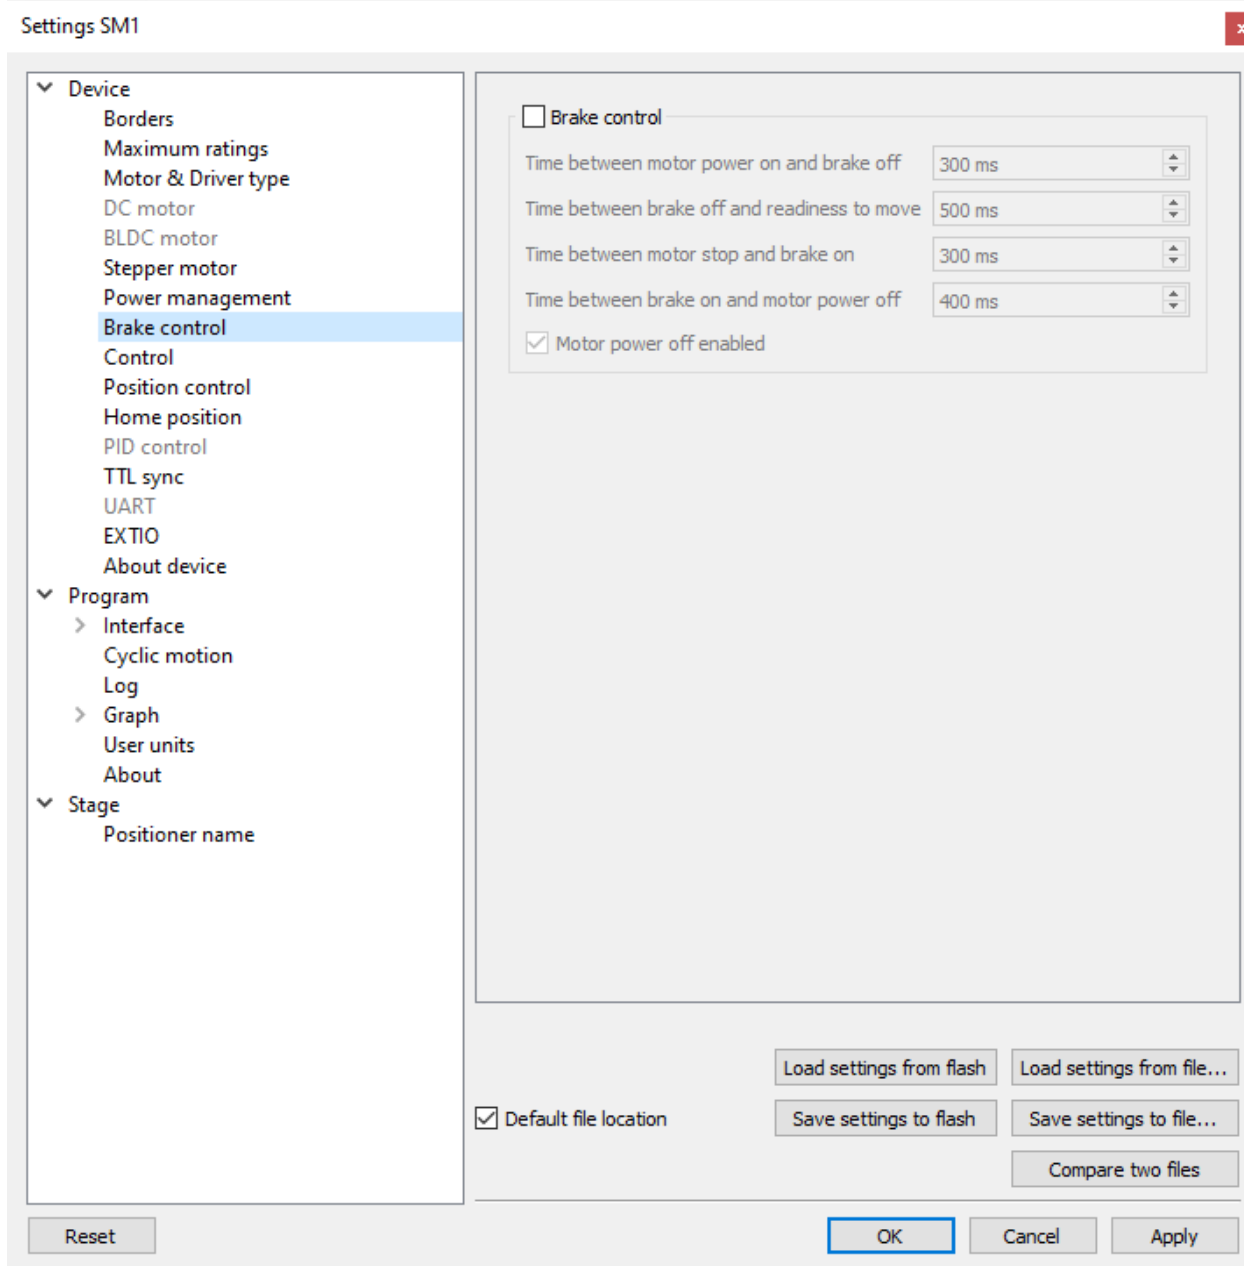 Settings SM1
Device
Borders
Maximum ratings
Motor & Driver type
DC motor
BLDC motor
Stepper motor
Power management
Brake control
Control
Position control
Home position
PID control
TTL sync
UART
EXTIO
About device
Program
Interface
Cyclic motion
Log
Graph
User units
About
Stage
Positioner name
Brake control
Time between motor power on and brake off 300 ms
Time between brake off and readiness to move 500 ms
Time between motor stop and brake on 300 ms
Time between brake on and motor power off 400 ms
Motor power off enabled
Load settings from flash Load settings from file...
Default file location Save settings to flash Save settings to file...
Compare two files
Reset OK Cancel Apply